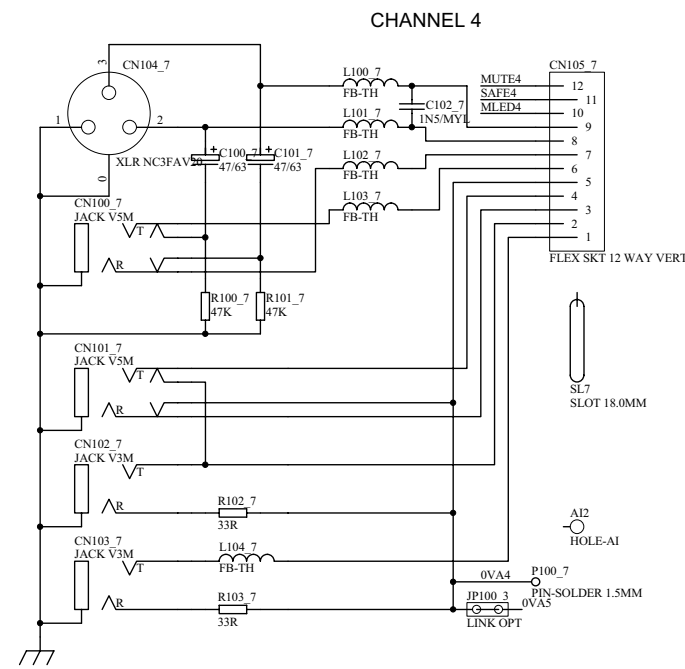 CHANNEL 4
CN104_7
3
1
2
0
XLR NC3FAV20
L100_7
FB-TH
L101_7
FB-TH
C102_7
1N5/MYL
L102_7
FB-TH
L103_7
FB-TH
+
C100_7
47/63
+
C101_7
47/63
CN105_7
MUTE4
SAFE4
MLED4
12
11
10
9
8
7
6
5
4
3
2
1
FLEX SKT 12 WAY VERT
CN100_7
JACK V5M
T
R
R100_7
47K
R101_7
47K
SL7
SLOT 18.0MM
CN101_7
JACK V5M
T
R
CN102_7
JACK V3M
T
R
R102_7
33R
AI2
HOLE-AI
CN103_7
JACK V3M
T
R
L104_7
FB-TH
R103_7
33R
0VA4
P100_7
PIN-SOLDER 1.5MM
JP100_3
0VA5
LINK OPT